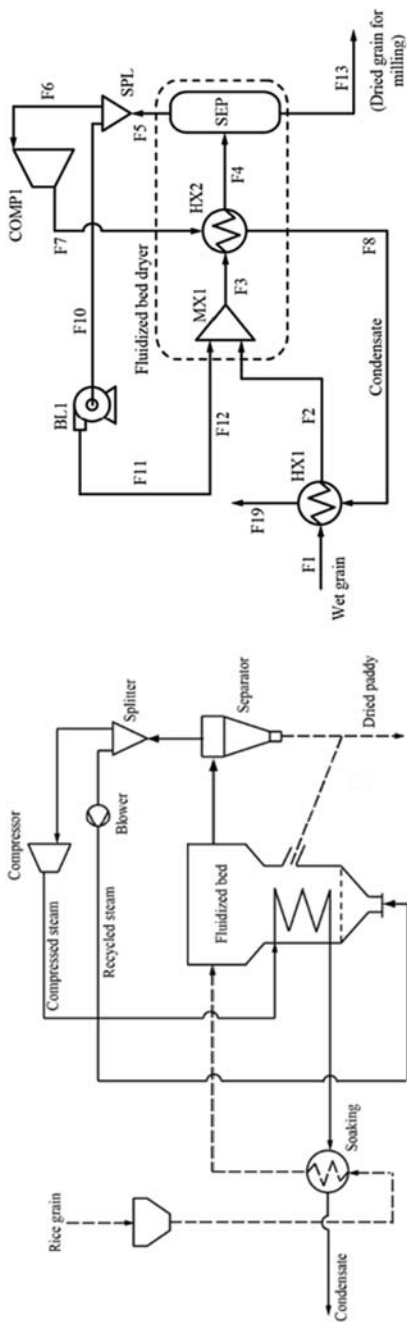 Rice grain
Compressor
Splitter
Compressed steam
Blower
Recycled steam
Separator
Fluidized bed
Soaking
Condensate
Dried paddy
COMP1
F6
SPL
F7
F10
F5
BL1
Fluidized bed dryer
SEP
HX2
F4
MX1
F3
F11
F12
F13
(Dried grain for
milling)
F2
F8
Condensate
F19
HX1
F1
Wet grain